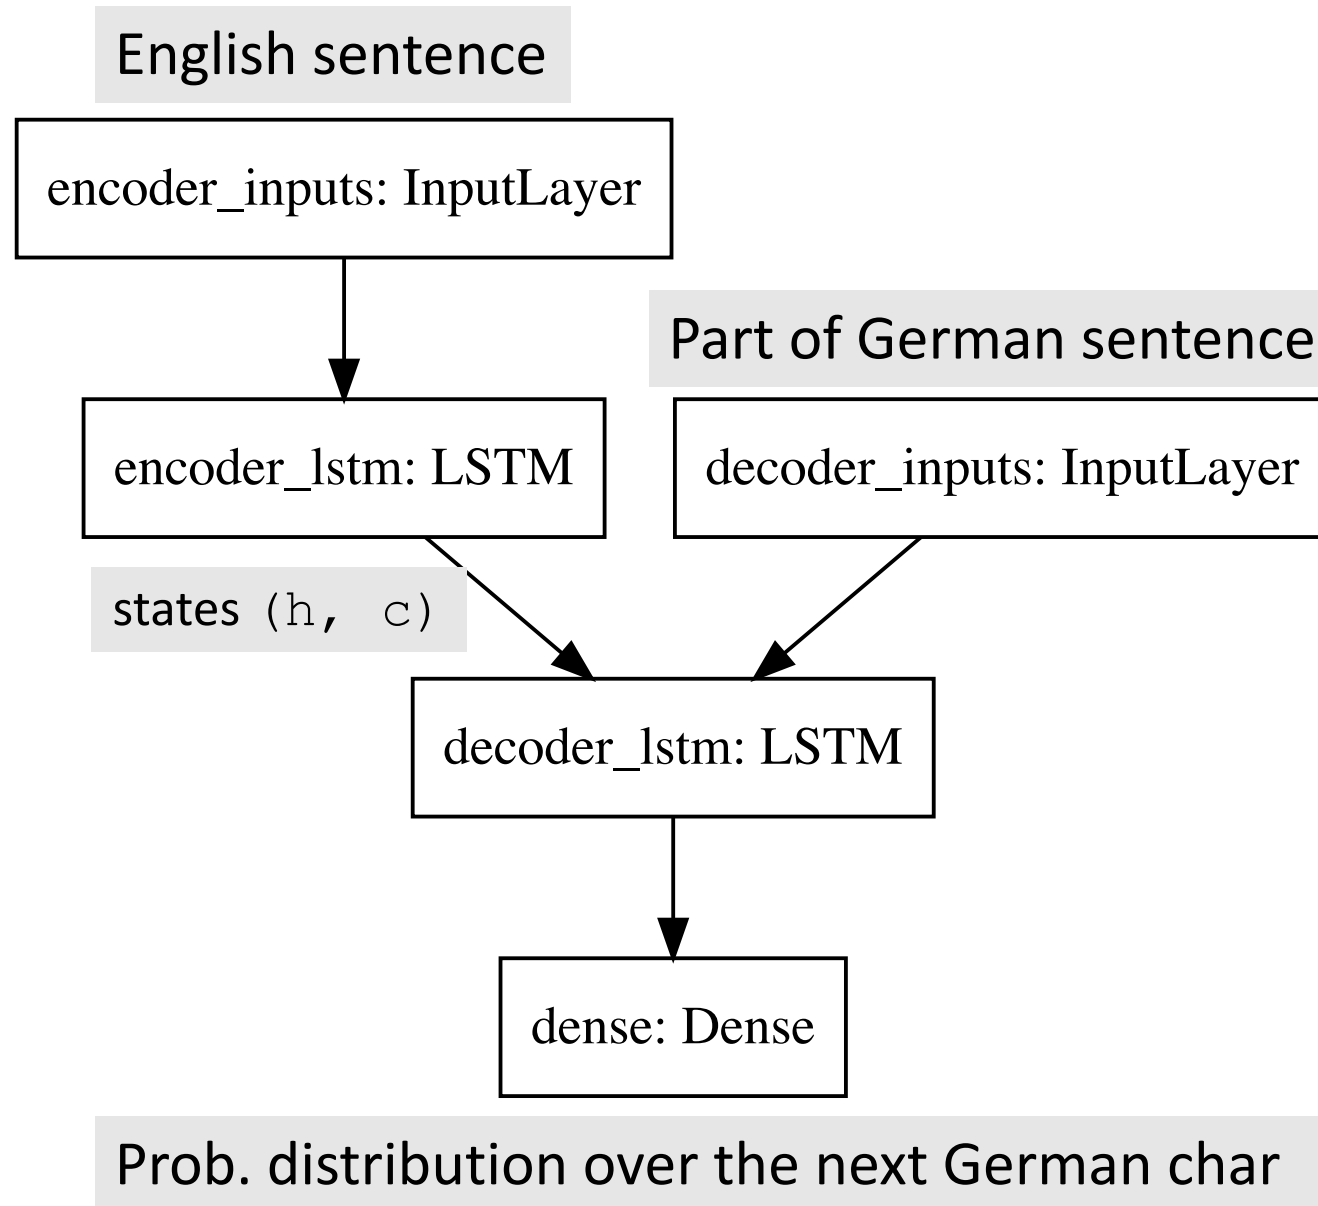 English sentence
encoder_inputs: InputLayer
Part of German sentence
encoder_lstm: LSTM
decoder_inputs: InputLayer
states (h, c)
decoder_lstm: LSTM
dense: Dense
Prob. distribution over the next German char